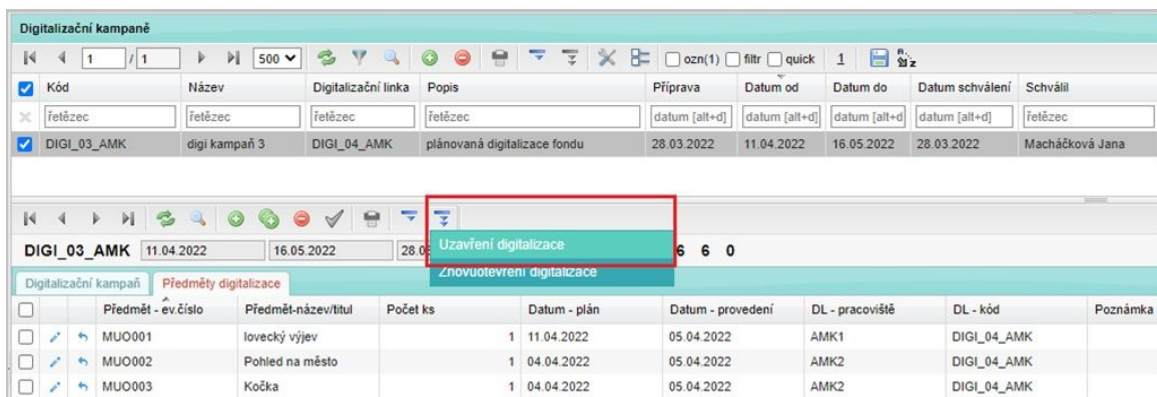 Digitalizační kampaně
1 / 1 500 ozn(1) filtr quick 1
Kód Název Digitalizační linka Popis Příprava Datum od Datum do Datum schválení Schválil
řetězec řetězec řetězec řetězec datum [alt+d] datum [alt+d] datum [alt+d datum [alt+d] řetězec
DIGI_03_AMK digi kampaň 3 DIGI_04_AMK plánovaná digitalizace fondu 28.03.2022 11.04.2022 16.05.2022 28.03.2022 Macháčková Jana
Uzavření digitalizace
DIGI_03_AMK 11.04.2022 16.05.2022 28.0 6 6 0
Znovuotevření digitalizace
Digitalizační kampaň Předměty digitalizace
Předmět - ev.číslo Předmět-název/titul Počet ks Datum - plán Datum - provedení DL - pracoviště DL - kód Poznámka
MUO001 lovecký výjev 1 11.04.2022 05.04.2022 AMK1 DIGI_04_AMK
MUO002 Pohled na město 1 04.04.2022 05.04.2022 AMK2 DIGI_04_AMK
MUO003 Kočka 1 04.04.2022 05.04.2022 AMK2 DIGI_04_AMK